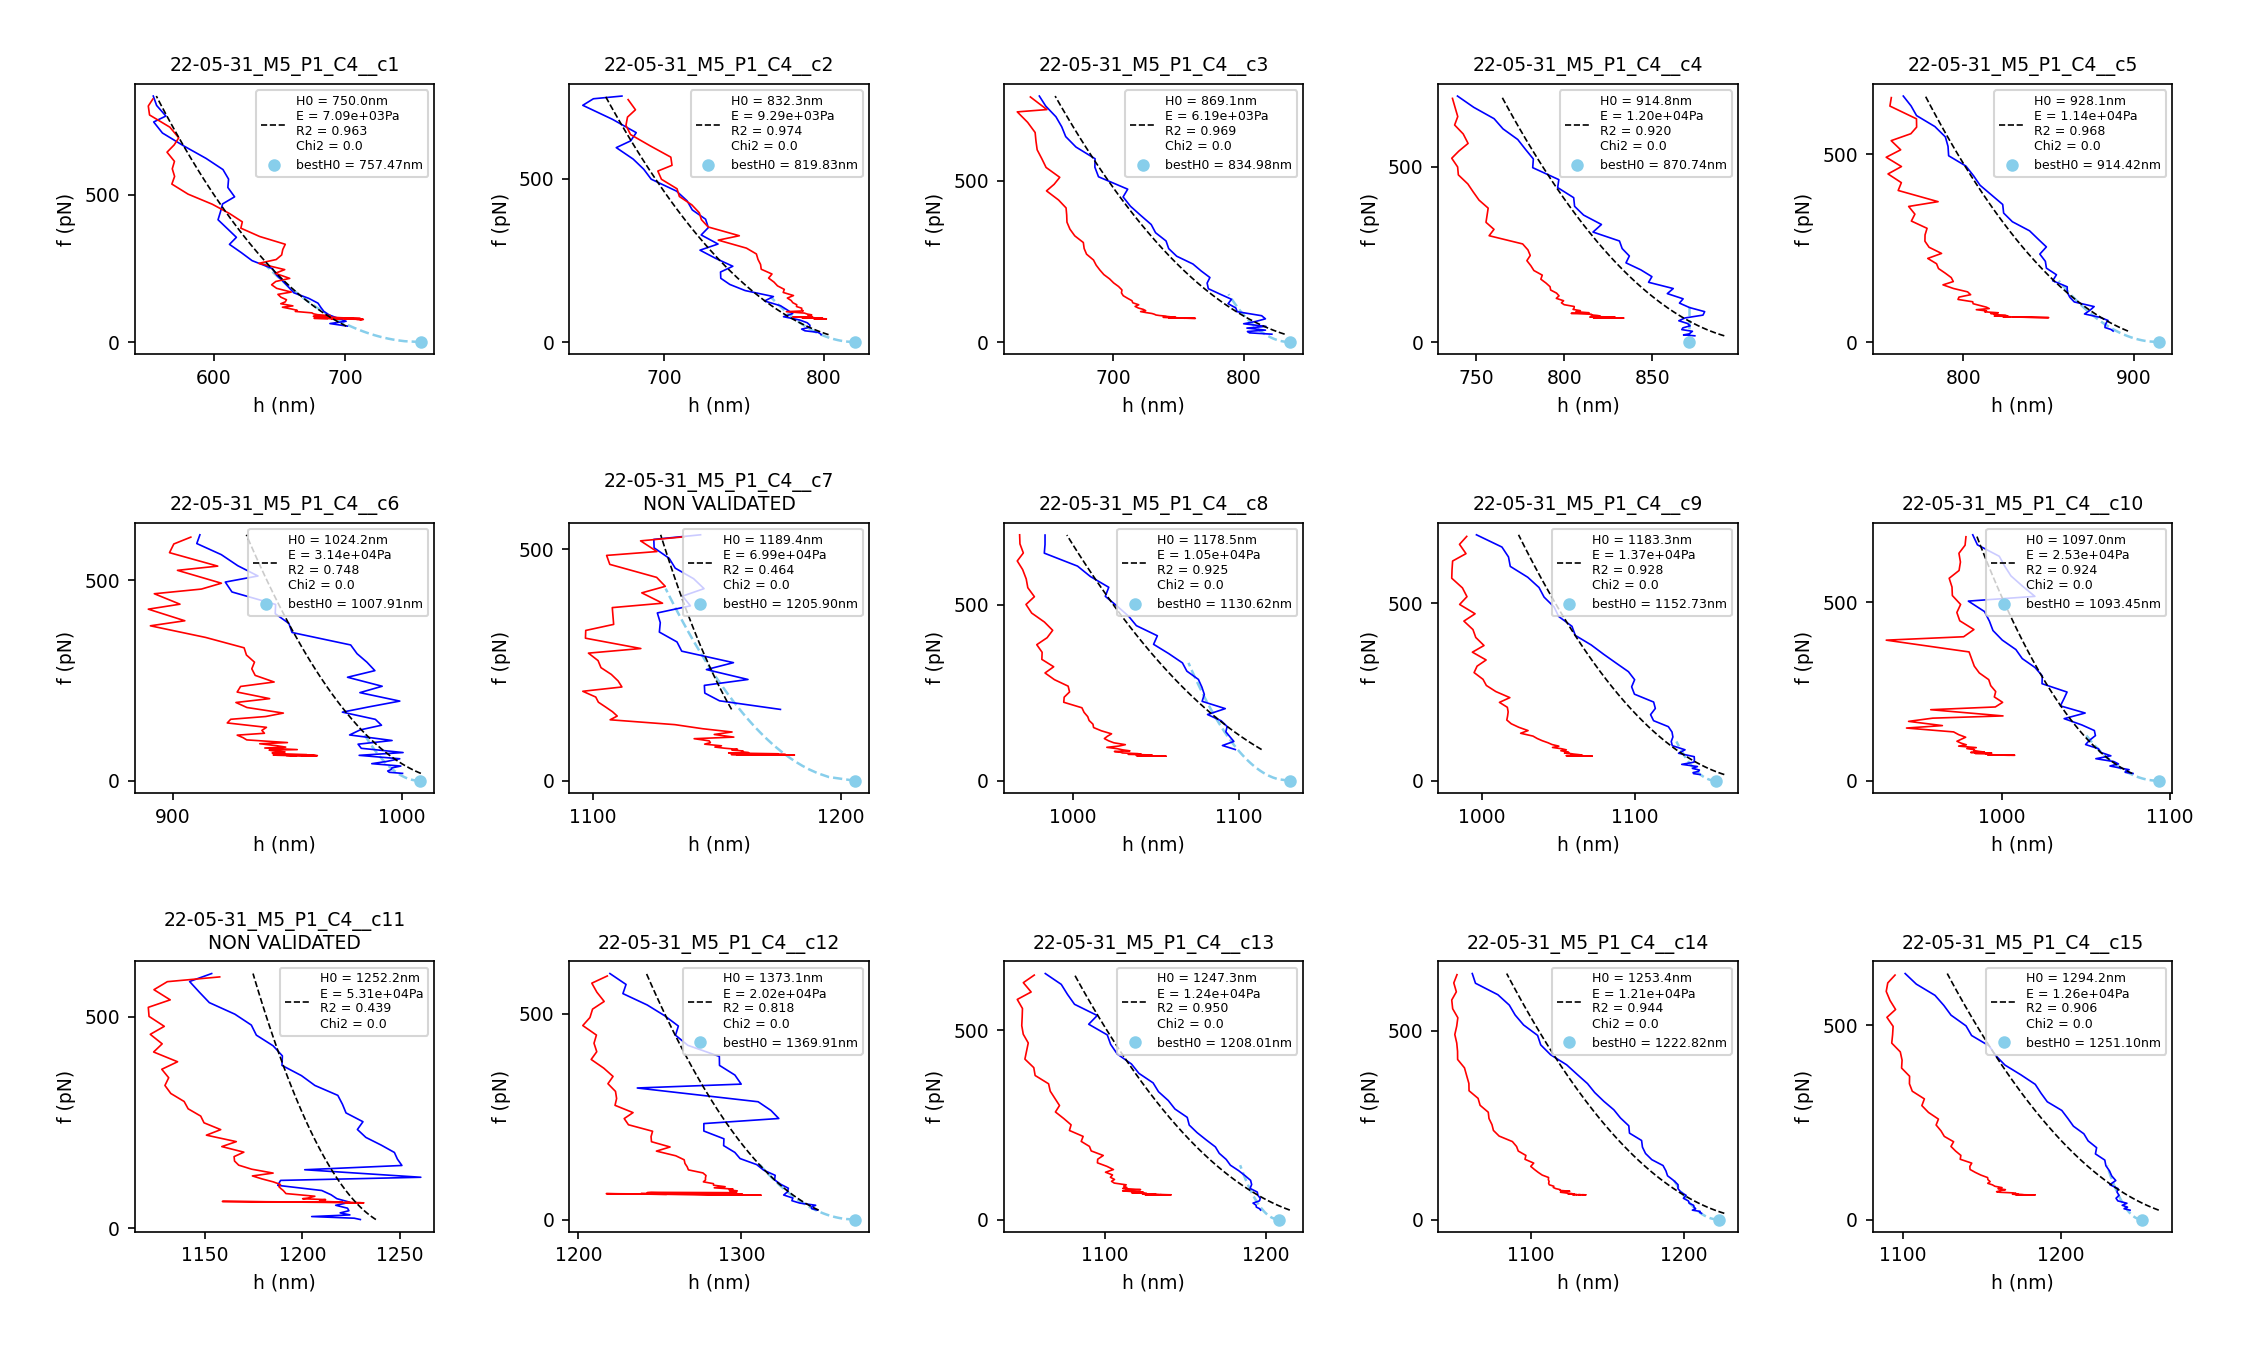 22-05-31_M5_P1_C4__c1
H0 = 750.0nm
E = 7.09e+03Pa
R2 = 0.963
Chi2 = 0.0
bestH0 = 757.47nm
f (pN)
500
0
600
700
h (nm)
22-05-31_M5_P1_C4__c2
H0 = 832.3nm
E = 9.29e+03Pa
R2 = 0.974
Chi2 = 0.0
bestH0 = 819.83nm
f (pN)
500
0
700
800
h (nm)
22-05-31_M5_P1_C4__c3
H0 = 869.1nm
E = 6.19e+03Pa
R2 = 0.969
Chi2 = 0.0
bestH0 = 834.98nm
f (pN)
500
0
700
800
h (nm)
22-05-31_M5_P1_C4__c4
H0 = 914.8nm
E = 1.20e+04Pa
R2 = 0.920
Chi2 = 0.0
bestH0 = 870.74nm
f (pN)
500
0
750
800
850
h (nm)
22-05-31_M5_P1_C4__c5
H0 = 928.1nm
E = 1.14e+04Pa
R2 = 0.968
Chi2 = 0.0
bestH0 = 914.42nm
f (pN)
500
0
800
900
h (nm)
22-05-31_M5_P1_C4__c6
H0 = 1024.2nm
E = 3.14e+04Pa
R2 = 0.748
Chi2 = 0.0
bestH0 = 1007.91nm
f (pN)
500
0
900
1000
h (nm)
22-05-31_M5_P1_C4__c7
NON VALIDATED
H0 = 1189.4nm
E = 6.99e+04Pa
R2 = 0.464
Chi2 = 0.0
bestH0 = 1205.90nm
f (pN)
500
0
1100
1200
h (nm)
22-05-31_M5_P1_C4__c8
H0 = 1178.5nm
E = 1.05e+04Pa
R2 = 0.925
Chi2 = 0.0
bestH0 = 1130.62nm
f (pN)
500
0
1000
1100
h (nm)
22-05-31_M5_P1_C4__c9
H0 = 1183.3nm
E = 1.37e+04Pa
R2 = 0.928
Chi2 = 0.0
bestH0 = 1152.73nm
f (pN)
500
0
1000
1100
h (nm)
22-05-31_M5_P1_C4__c10
H0 = 1097.0nm
E = 2.53e+04Pa
R2 = 0.924
Chi2 = 0.0
bestH0 = 1093.45nm
f (pN)
500
0
1000
1100
h (nm)
22-05-31_M5_P1_C4__c11
NON VALIDATED
H0 = 1252.2nm
E = 5.31e+04Pa
R2 = 0.439
Chi2 = 0.0
f (pN)
500
0
1150
1200
1250
h (nm)
22-05-31_M5_P1_C4__c12
H0 = 1373.1nm
E = 2.02e+04Pa
R2 = 0.818
Chi2 = 0.0
bestH0 = 1369.91nm
f (pN)
500
0
1200
1300
h (nm)
22-05-31_M5_P1_C4__c13
H0 = 1247.3nm
E = 1.24e+04Pa
R2 = 0.950
Chi2 = 0.0
bestH0 = 1208.01nm
f (pN)
500
0
1100
1200
h (nm)
22-05-31_M5_P1_C4__c14
H0 = 1253.4nm
E = 1.21e+04Pa
R2 = 0.944
Chi2 = 0.0
bestH0 = 1222.82nm
f (pN)
500
0
1100
1200
h (nm)
22-05-31_M5_P1_C4__c15
H0 = 1294.2nm
E = 1.26e+04Pa
R2 = 0.906
Chi2 = 0.0
bestH0 = 1251.10nm
f (pN)
500
0
1100
1200
h (nm)